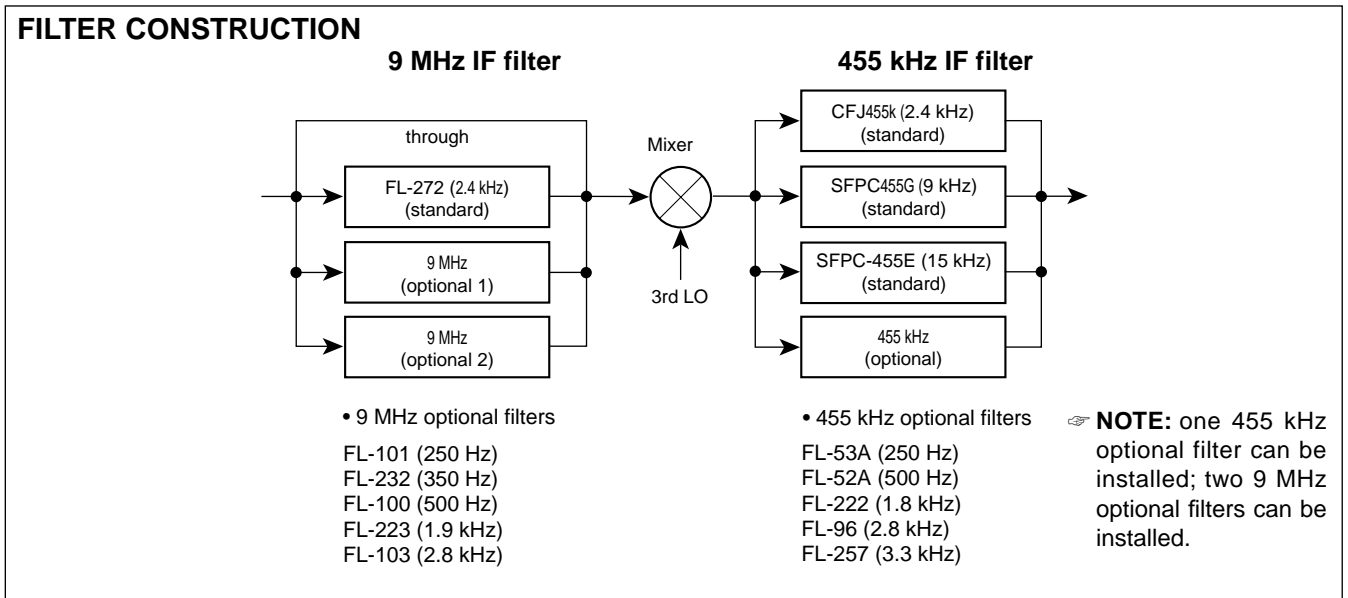 FILTER CONSTRUCTION
9 MHz IF filter
through
FL-272 (2.4 kHz)
(standard)
9 MHz
(optional 1)
9 MHz
(optional 2)
Mixer
3rd LO
455 kHz IF filter
CFJ455k (2.4 kHz)
(standard)
SFPC455G (9 kHz)
(standard)
SFPC-455E (15 kHz)
(standard)
455 kHz
(optional)
• 9 MHz optional filters
FL-101 (250 Hz)
FL-232 (350 Hz)
FL-100 (500 Hz)
FL-223 (1.9 kHz)
FL-103 (2.8 kHz)
• 455 kHz optional filters
FL-53A (250 Hz)
FL-52A (500 Hz)
FL-222 (1.8 kHz)
FL-96 (2.8 kHz)
FL-257 (3.3 kHz)
☞ NOTE: one 455 kHz
optional filter can be
installed; two 9 MHz
optional filters can be
installed.